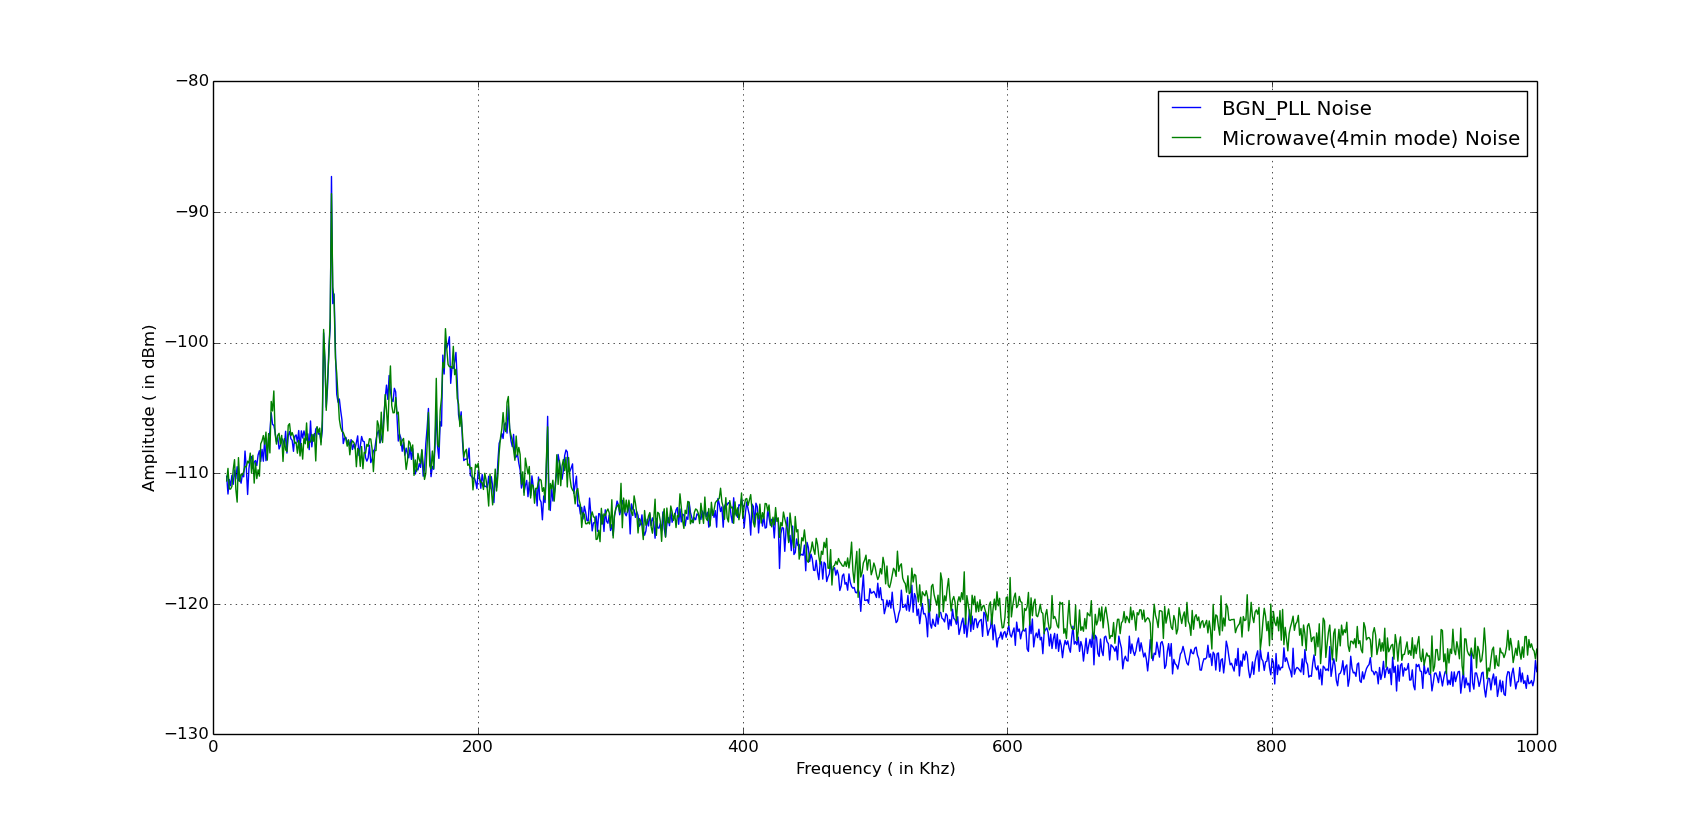 −80
BGN_PLL Noise
Microwave(4min mode) Noise
−90
−100
−110
−120
−130
Amplitude ( in dBm)
0 200 400 600 800 1000
Frequency ( in Khz)